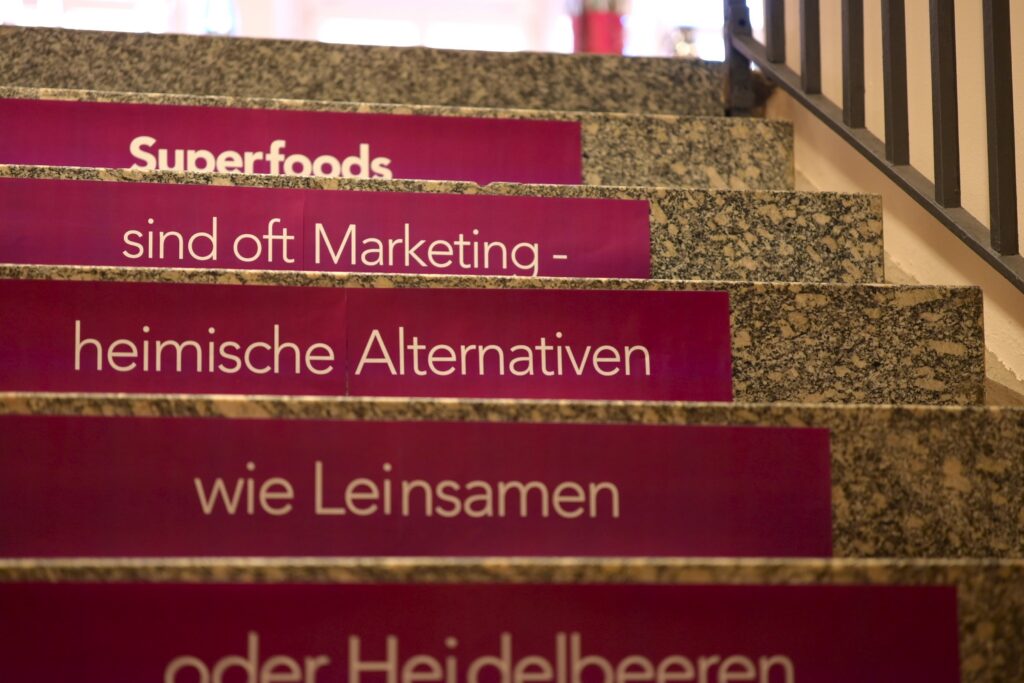 Superfoods
sind oft Marketing -
heimische Alternativen
wie Leinsamen
oder Heidelbeeren